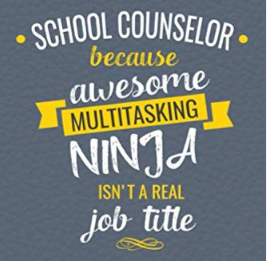 SCHOOL COUNSELOR
because
awesome
MULTITASKING
NINJA
ISN'T A REAL
job title